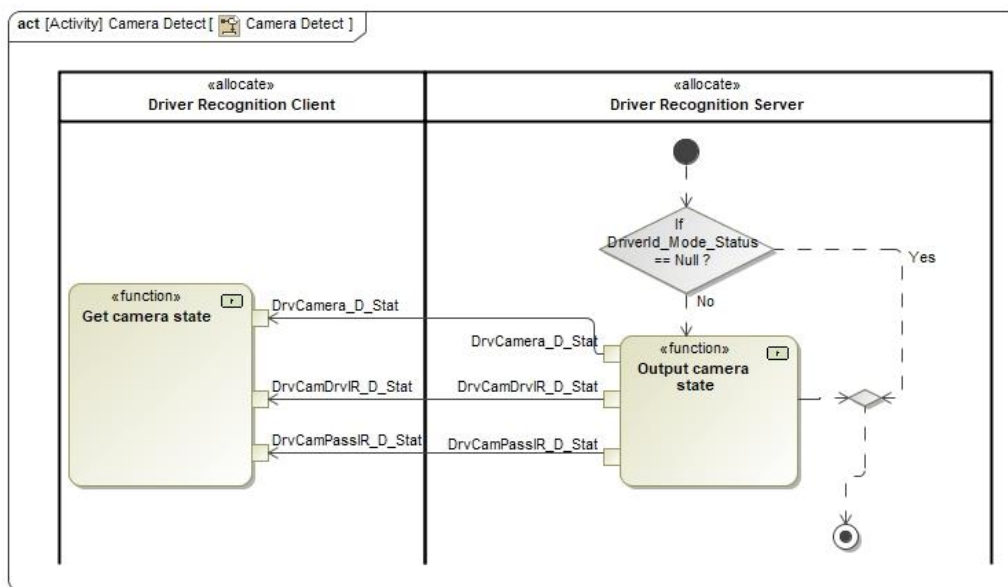 act [Activity] Camera Detect [ Camera Detect ]
«allocate»
Driver Recognition Client
«allocate»
Driver Recognition Server
If
DriverId_Mode_Status
== Null ?
Yes
No
«function»
Get camera state
DrvCamera_D_Stat
DrvCamera_D_Stat
«function»
Output camera
state
DrvCamDrvIR_D_Stat
DrvCamDrvIR_D_Stat
DrvCamPassIR_D_Stat
DrvCamPassIR_D_Stat